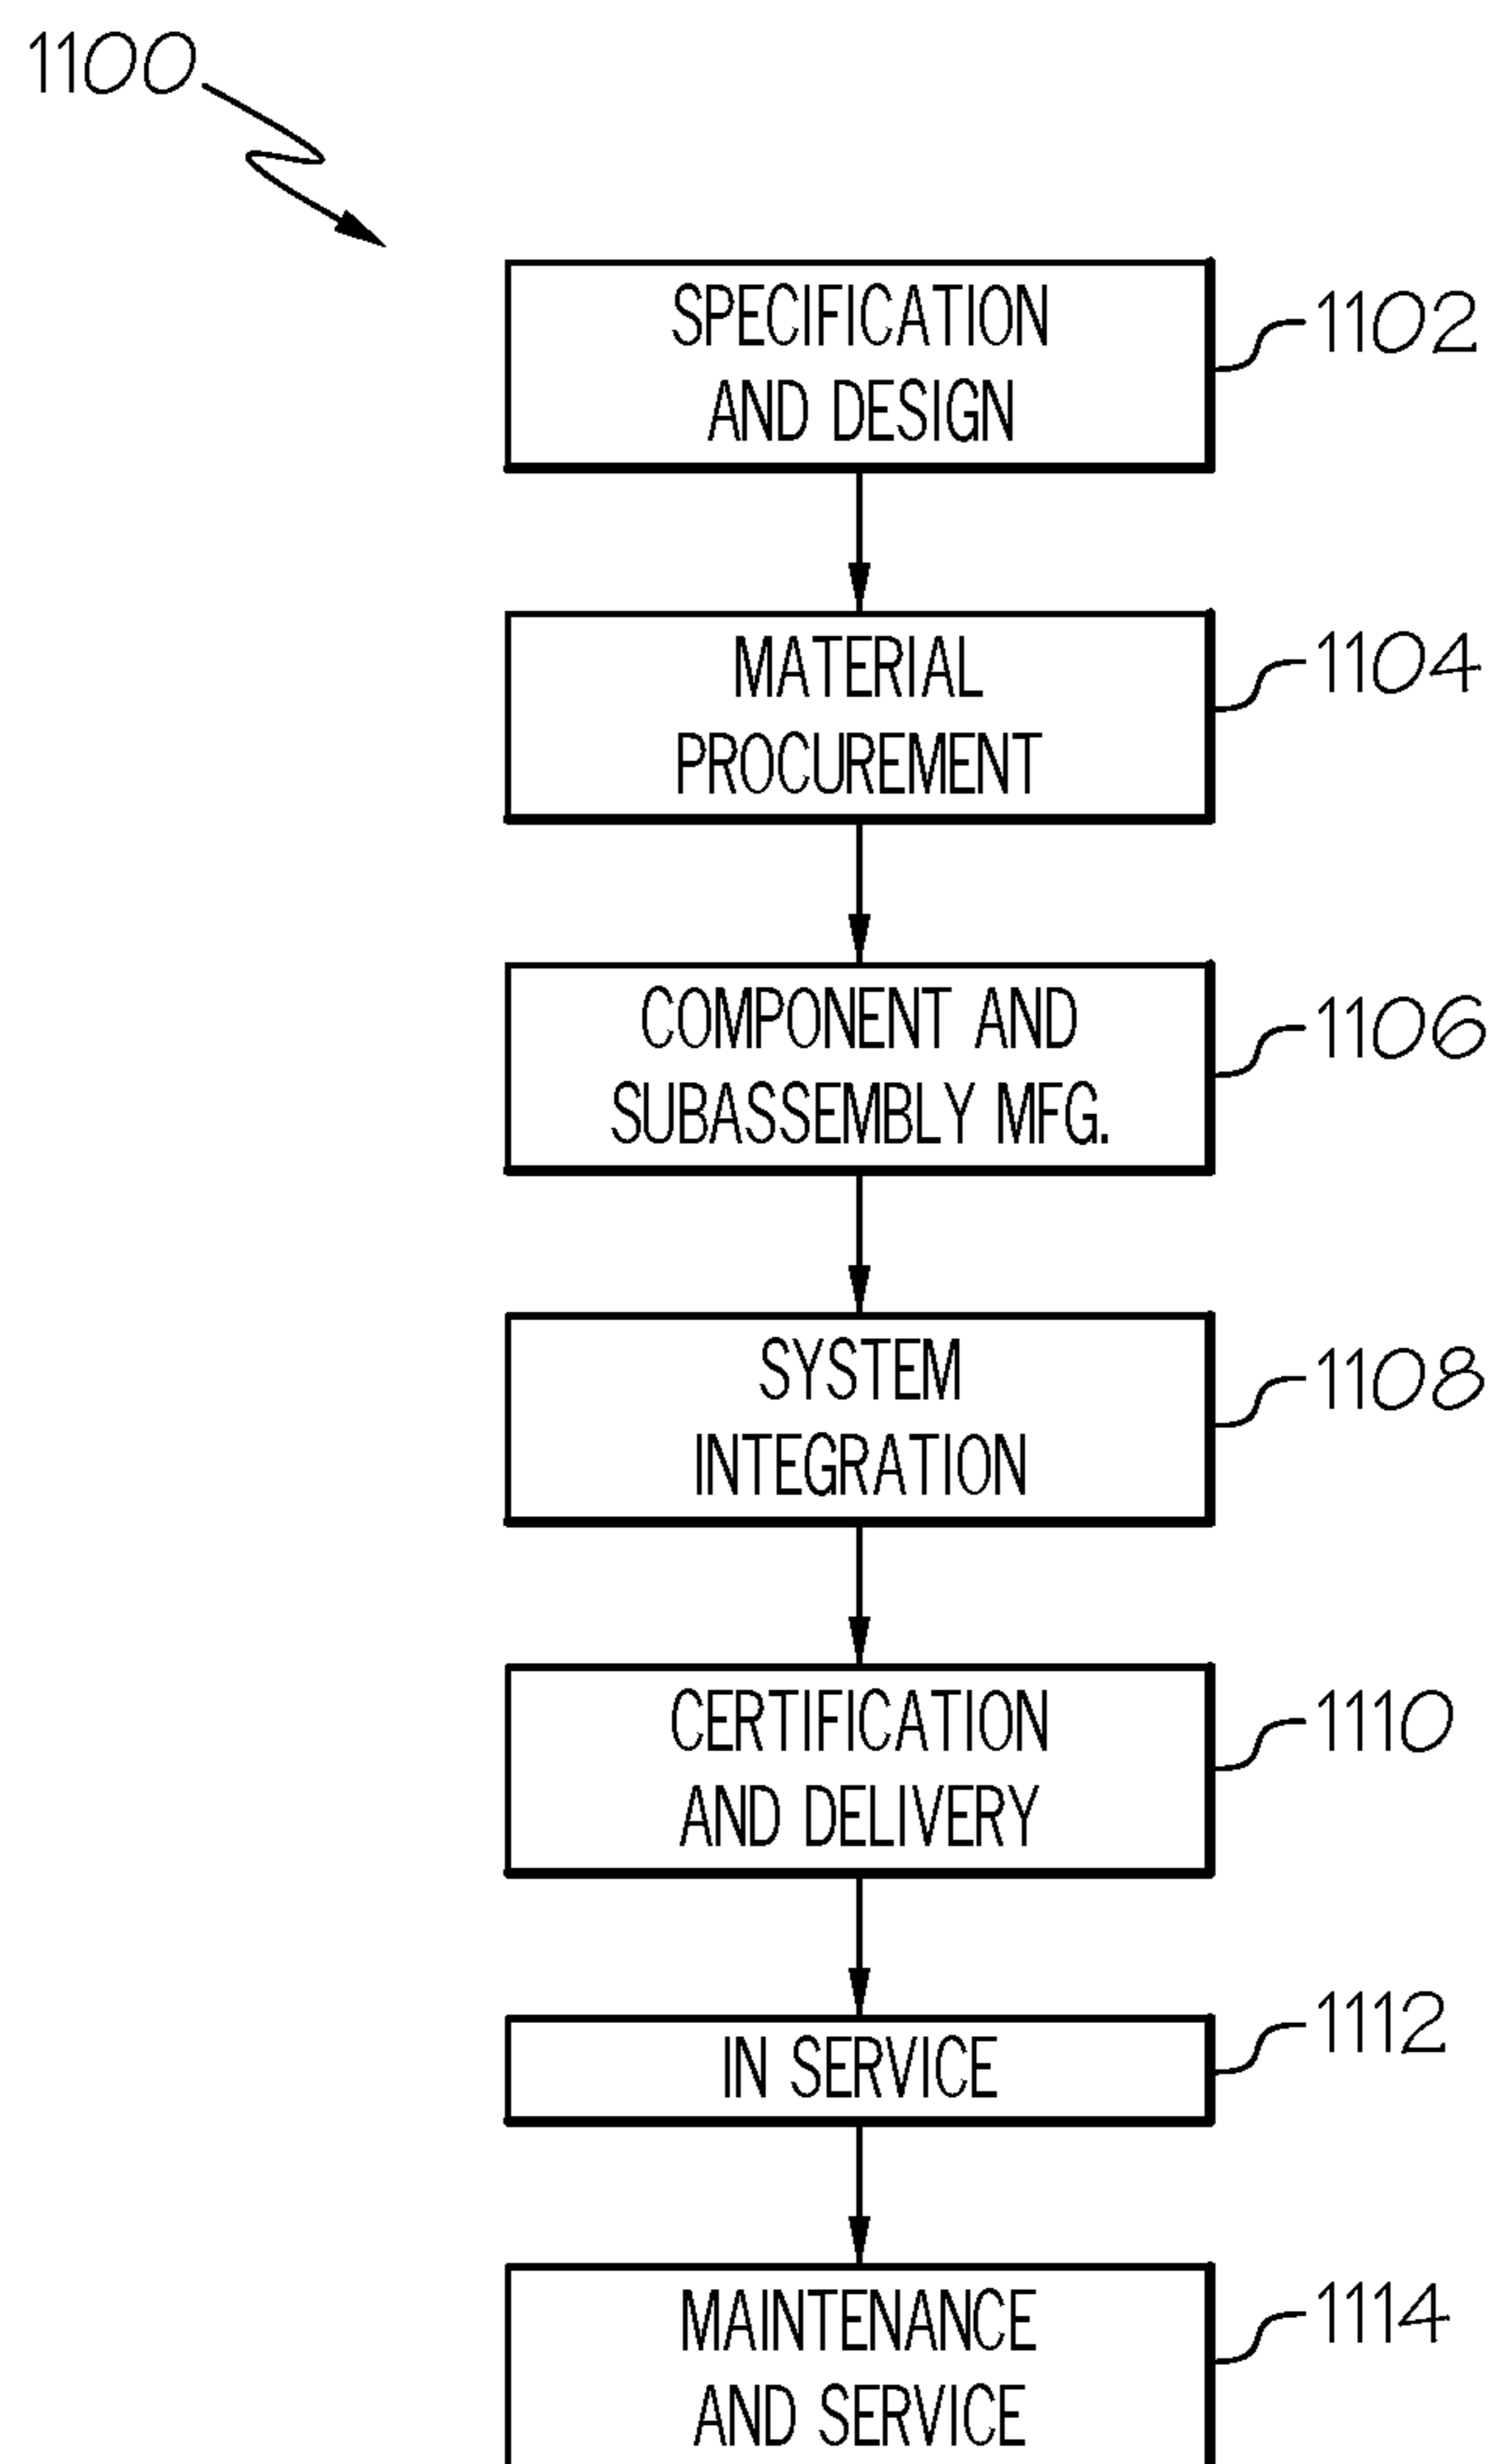 1100
SPECIFICATION
AND DESIGN
1102
MATERIAL
PROCUREMENT
1104
COMPONENT AND
SUBASSEMBLY MFG.
1106
SYSTEM
INTEGRATION
1108
CERTIFICATION
AND DELIVERY
1110
IN SERVICE
1112
MAINTENANCE
AND SERVICE
1114